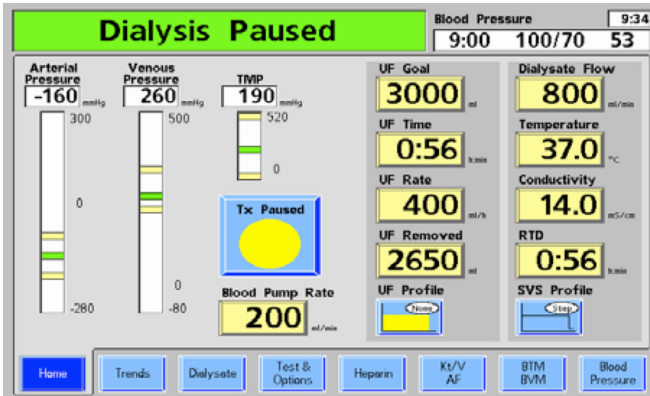 Dialysis Paused
Blood Pressure
9:34
9:00 100/70 53
Arterial
Pressure
-160 mmHg
300
0
-280
Venous
Pressure
260 mmHg
500
0
-80
TMP
190 mmHg
520
0
Tx Paused
Blood Pump Rate
200 ml/min
UF Goal
3000 ml
UF Time
0:56 h:min
UF Rate
400 ml/h
UF Removed
2650 ml
UF Profile
None
Dialysate Flow
800 ml/min
Temperature
37.0 °C
Conductivity
14.0 mS/cm
RTD
0:56 h:min
SVS Profile
Step
Home
Trends
Dialysate
Test &
Options
Heparin
Kt/V
AF
BTM
BVM
Blood
Pressure